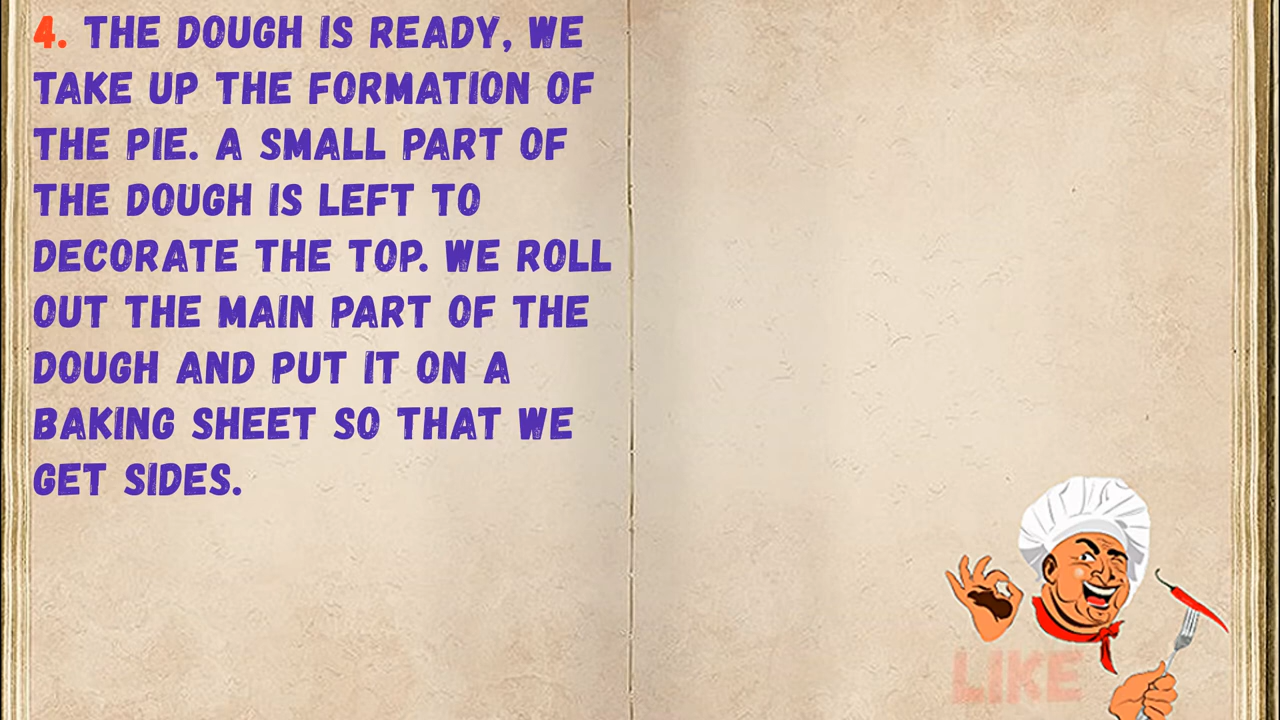 4. THE DOUGH IS READY, WE
TAKE UP THE FORMATION OF
THE PIE. A SMALL PART OF
THE DOUGH IS LEFT TO
DECORATE THE TOP. WE ROLL
OUT THE MAIN PART OF THE
DOUGH AND PUT IT ON A
BAKING SHEET SO THAT WE
GET SIDES.
LIKE